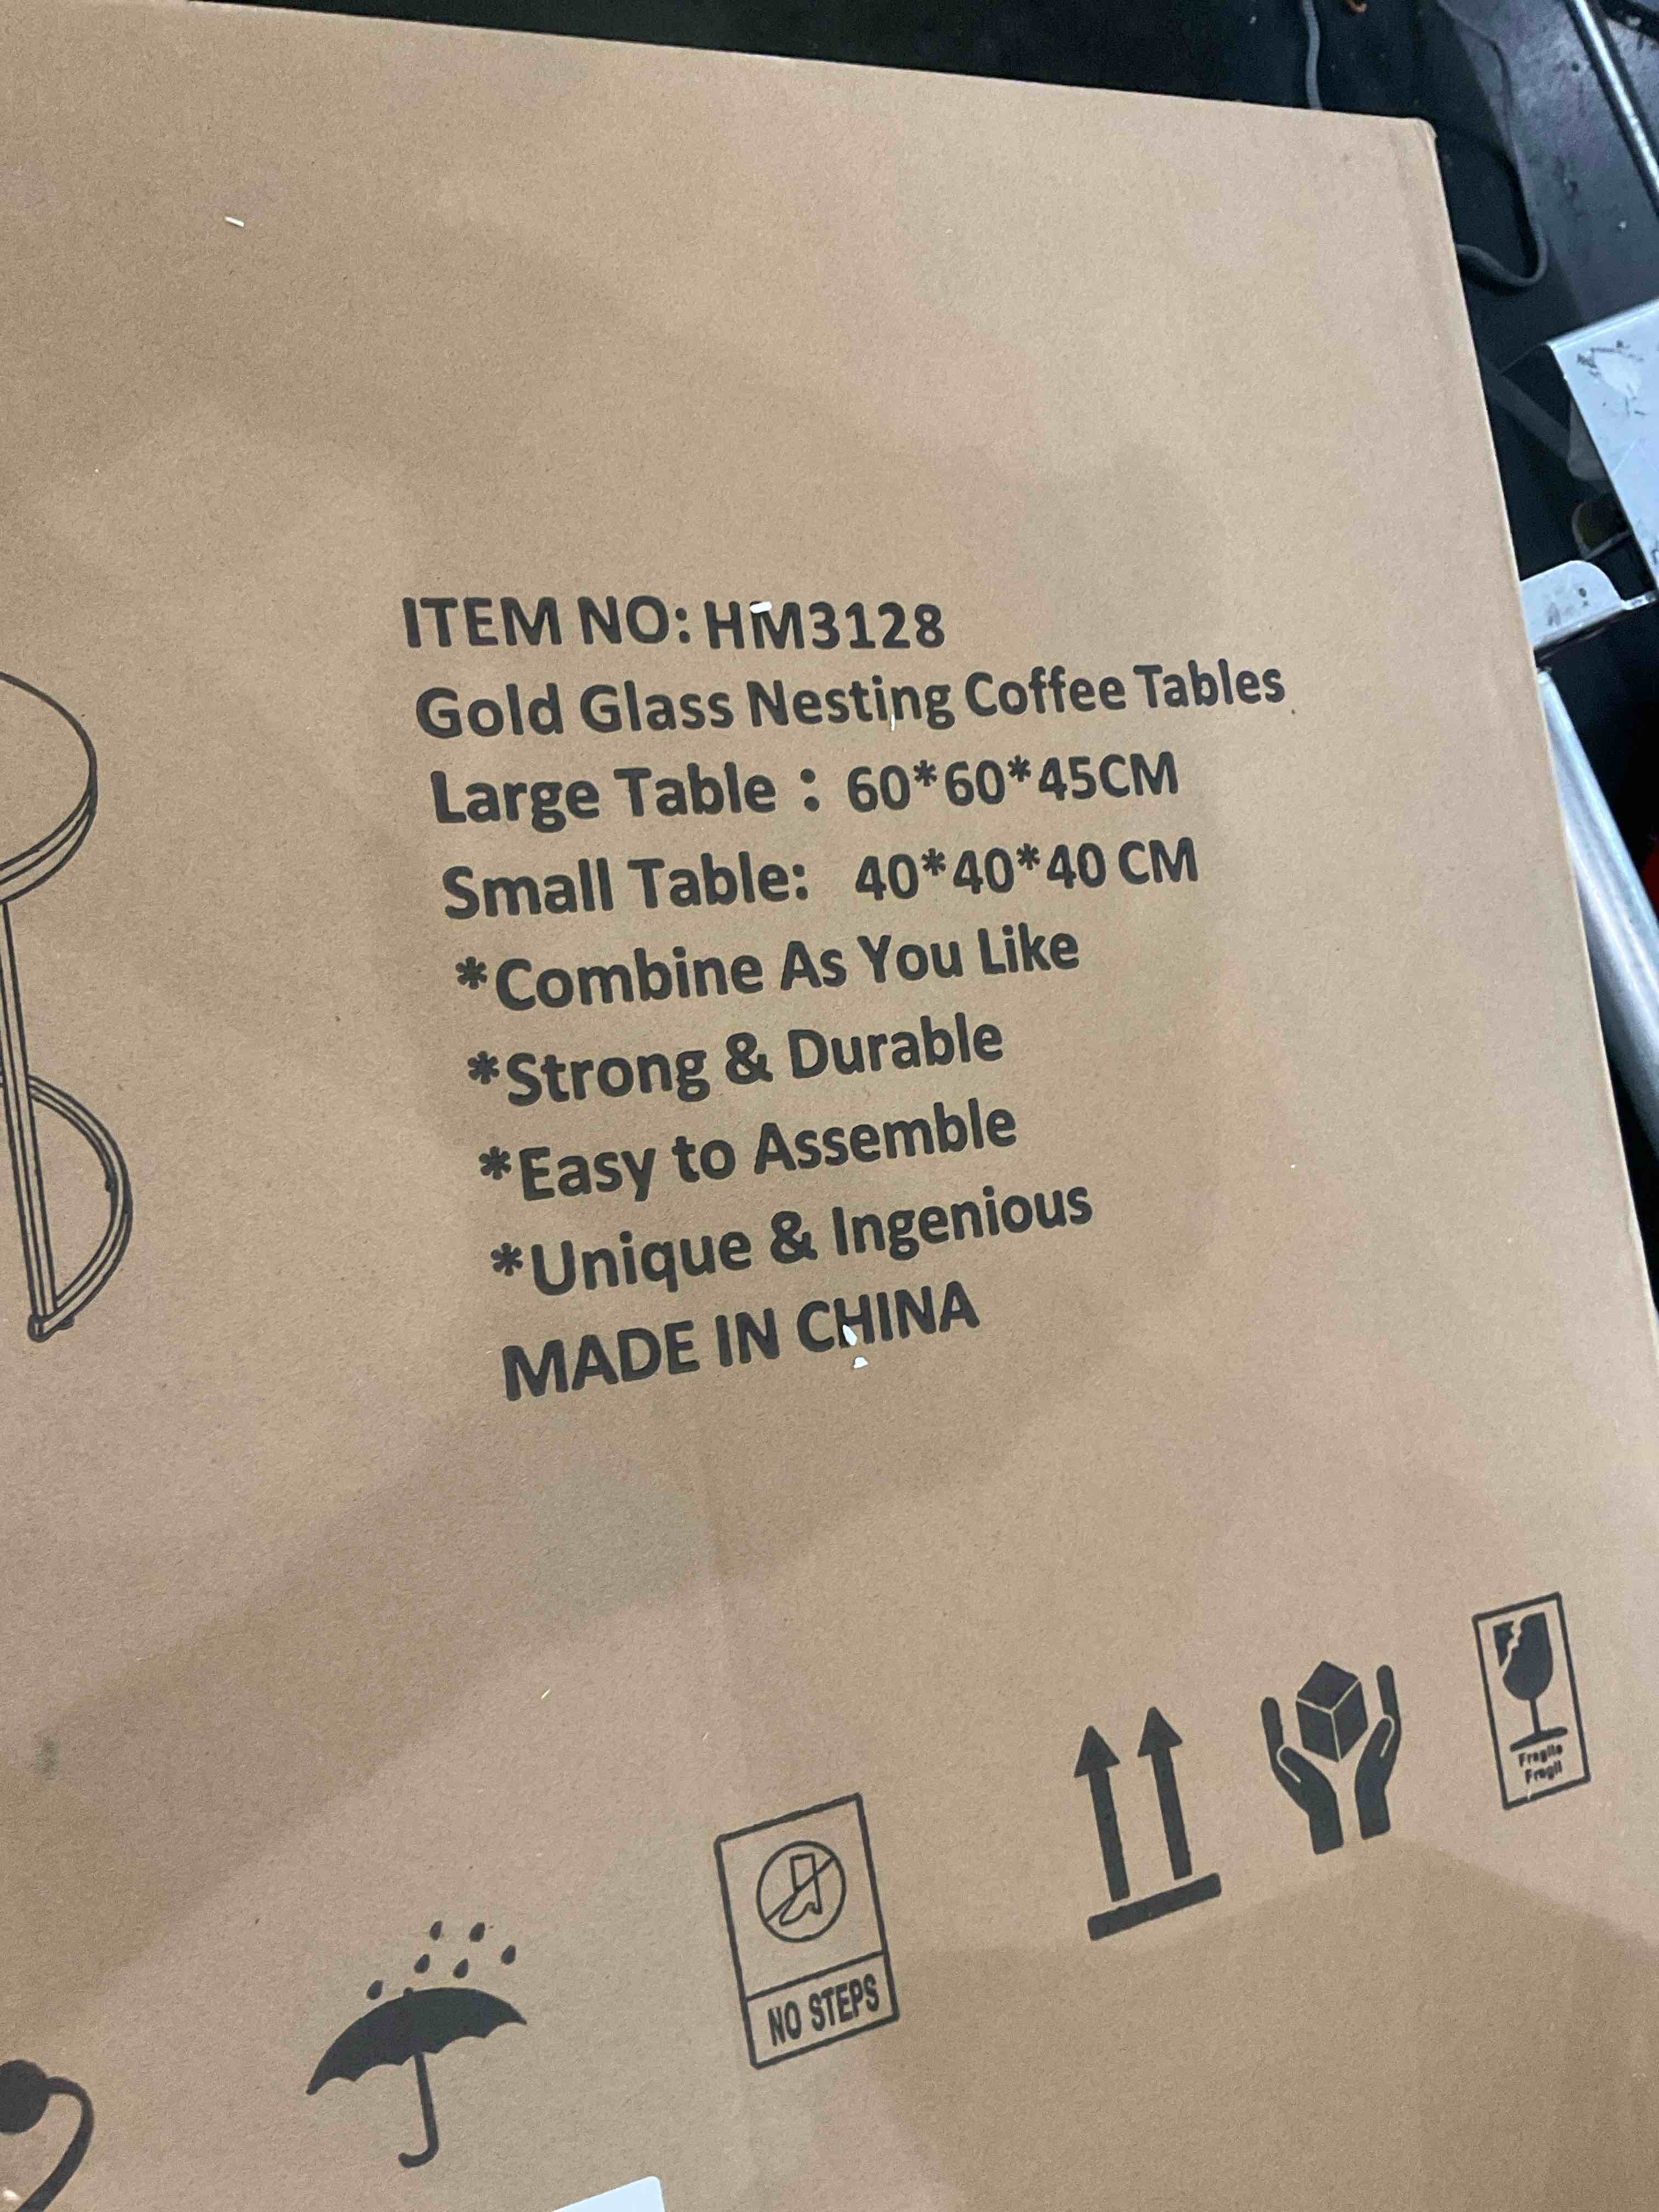 ITEM NO: HM3128
Gold Glass Nesting Coffee Tables
Large Table：60*60*45CM
Small Table: 40*40*40 CM
*Combine As You Like
*Strong & Durable
*Easy to Assemble
*Unique & Ingenious
MADE IN CHINA
Fragile
Fragil
NO STEPS